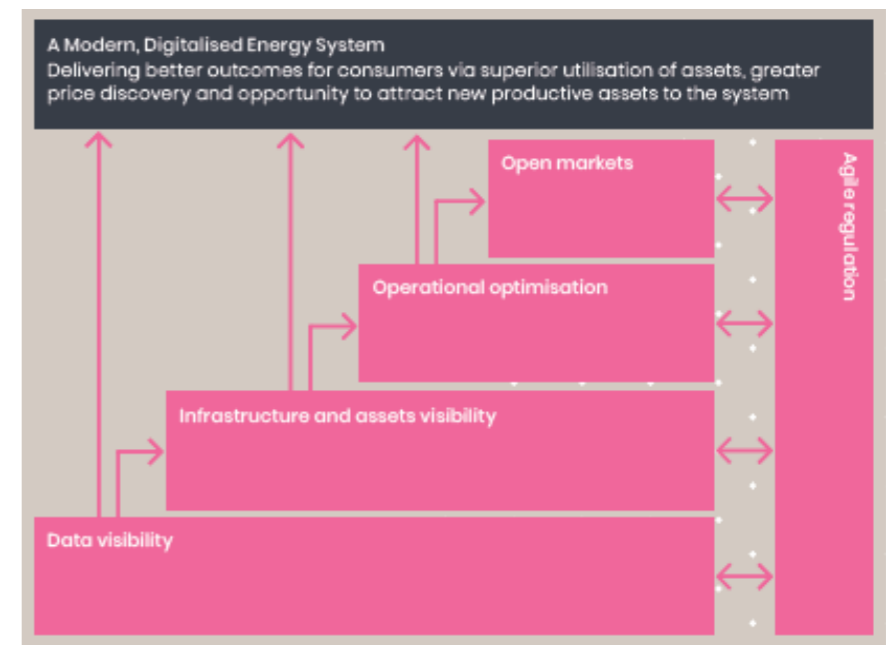 A Modern, Digitalised Energy System
Delivering better outcomes for consumers via superior utilisation of assets, greater
price discovery and opportunity to attract new productive assets to the system
Open markets
Agile regulation
Operational optimisation
Infrastructure and assets visibility
Data visibility